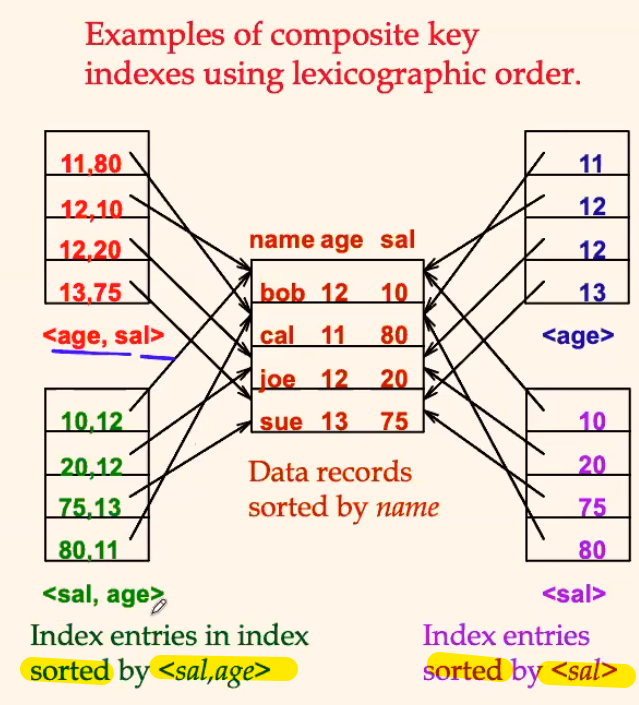 Examples of composite key
indexes using lexicographic order.
11,80
12,10
12,20
13,75
<age, sal>
10,12
20,12
75,13
80,11
<sal, age>
Index entries in index
sorted by <sal,age>
name age sal
bob 12 10
cal 11 80
joe 12 20
sue 13 75
Data records
sorted by name
11
12
12
13
<age>
10
20
75
80
<sal>
Index entries
sorted by <sal>